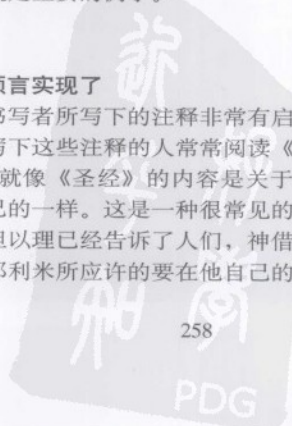 预言实现了
书写者所写下的注释非常有启
写下这些注释的人常常阅读《
就像《圣经》的内容是关于
己的一样。这是一种很常见的
但以理已经告诉了人们，神借
耶利米所应许的要在他自己的
258
PDG